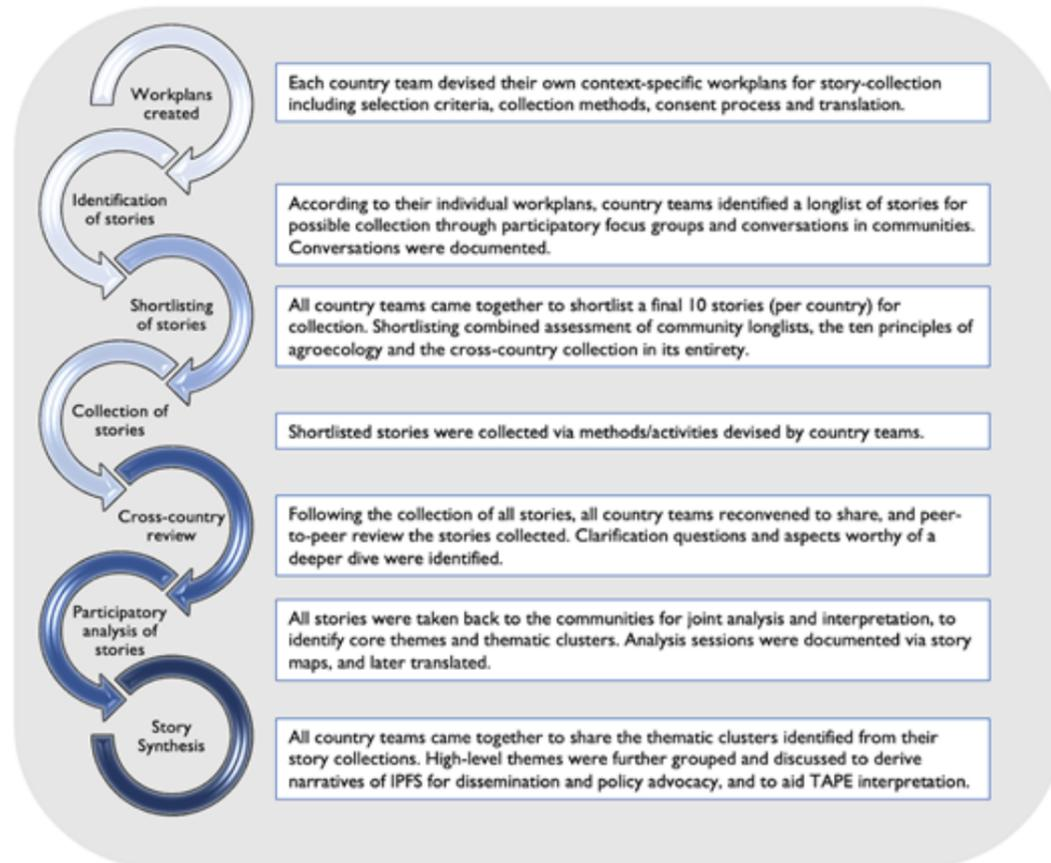 Workplans
created
Each country team devised their own context-specific workplans for story-collection
including selection criteria, collection methods, consent process and translation.
Identification
of stories
According to their individual workplans, country teams identified a longlist of stories for
possible collection through participatory focus groups and conversations in communities.
Conversations were documented.
Shortlisting
of stories
All country teams came together to shortlist a final 10 stories (per country) for
collection. Shortlisting combined assessment of community longlists, the ten principles of
agroecology and the cross-country collection in its entirety.
Collection of
stories
Shortlisted stories were collected via methods/activities devised by country teams.
Cross-country
review
Following the collection of all stories, all country teams reconvened to share, and peer-
to-peer review the stories collected. Clarification questions and aspects worthy of a
deeper dive were identified.
Participatory
analysis of
stories
All stories were taken back to the communities for joint analysis and interpretation, to
identify core themes and thematic clusters. Analysis sessions were documented via story
maps, and later translated.
Story
Synthesis
All country teams came together to share the thematic clusters identified from their
story collections. High-level themes were further grouped and discussed to derive
narratives of IPFS for dissemination and policy advocacy, and to aid TAPE interpretation.